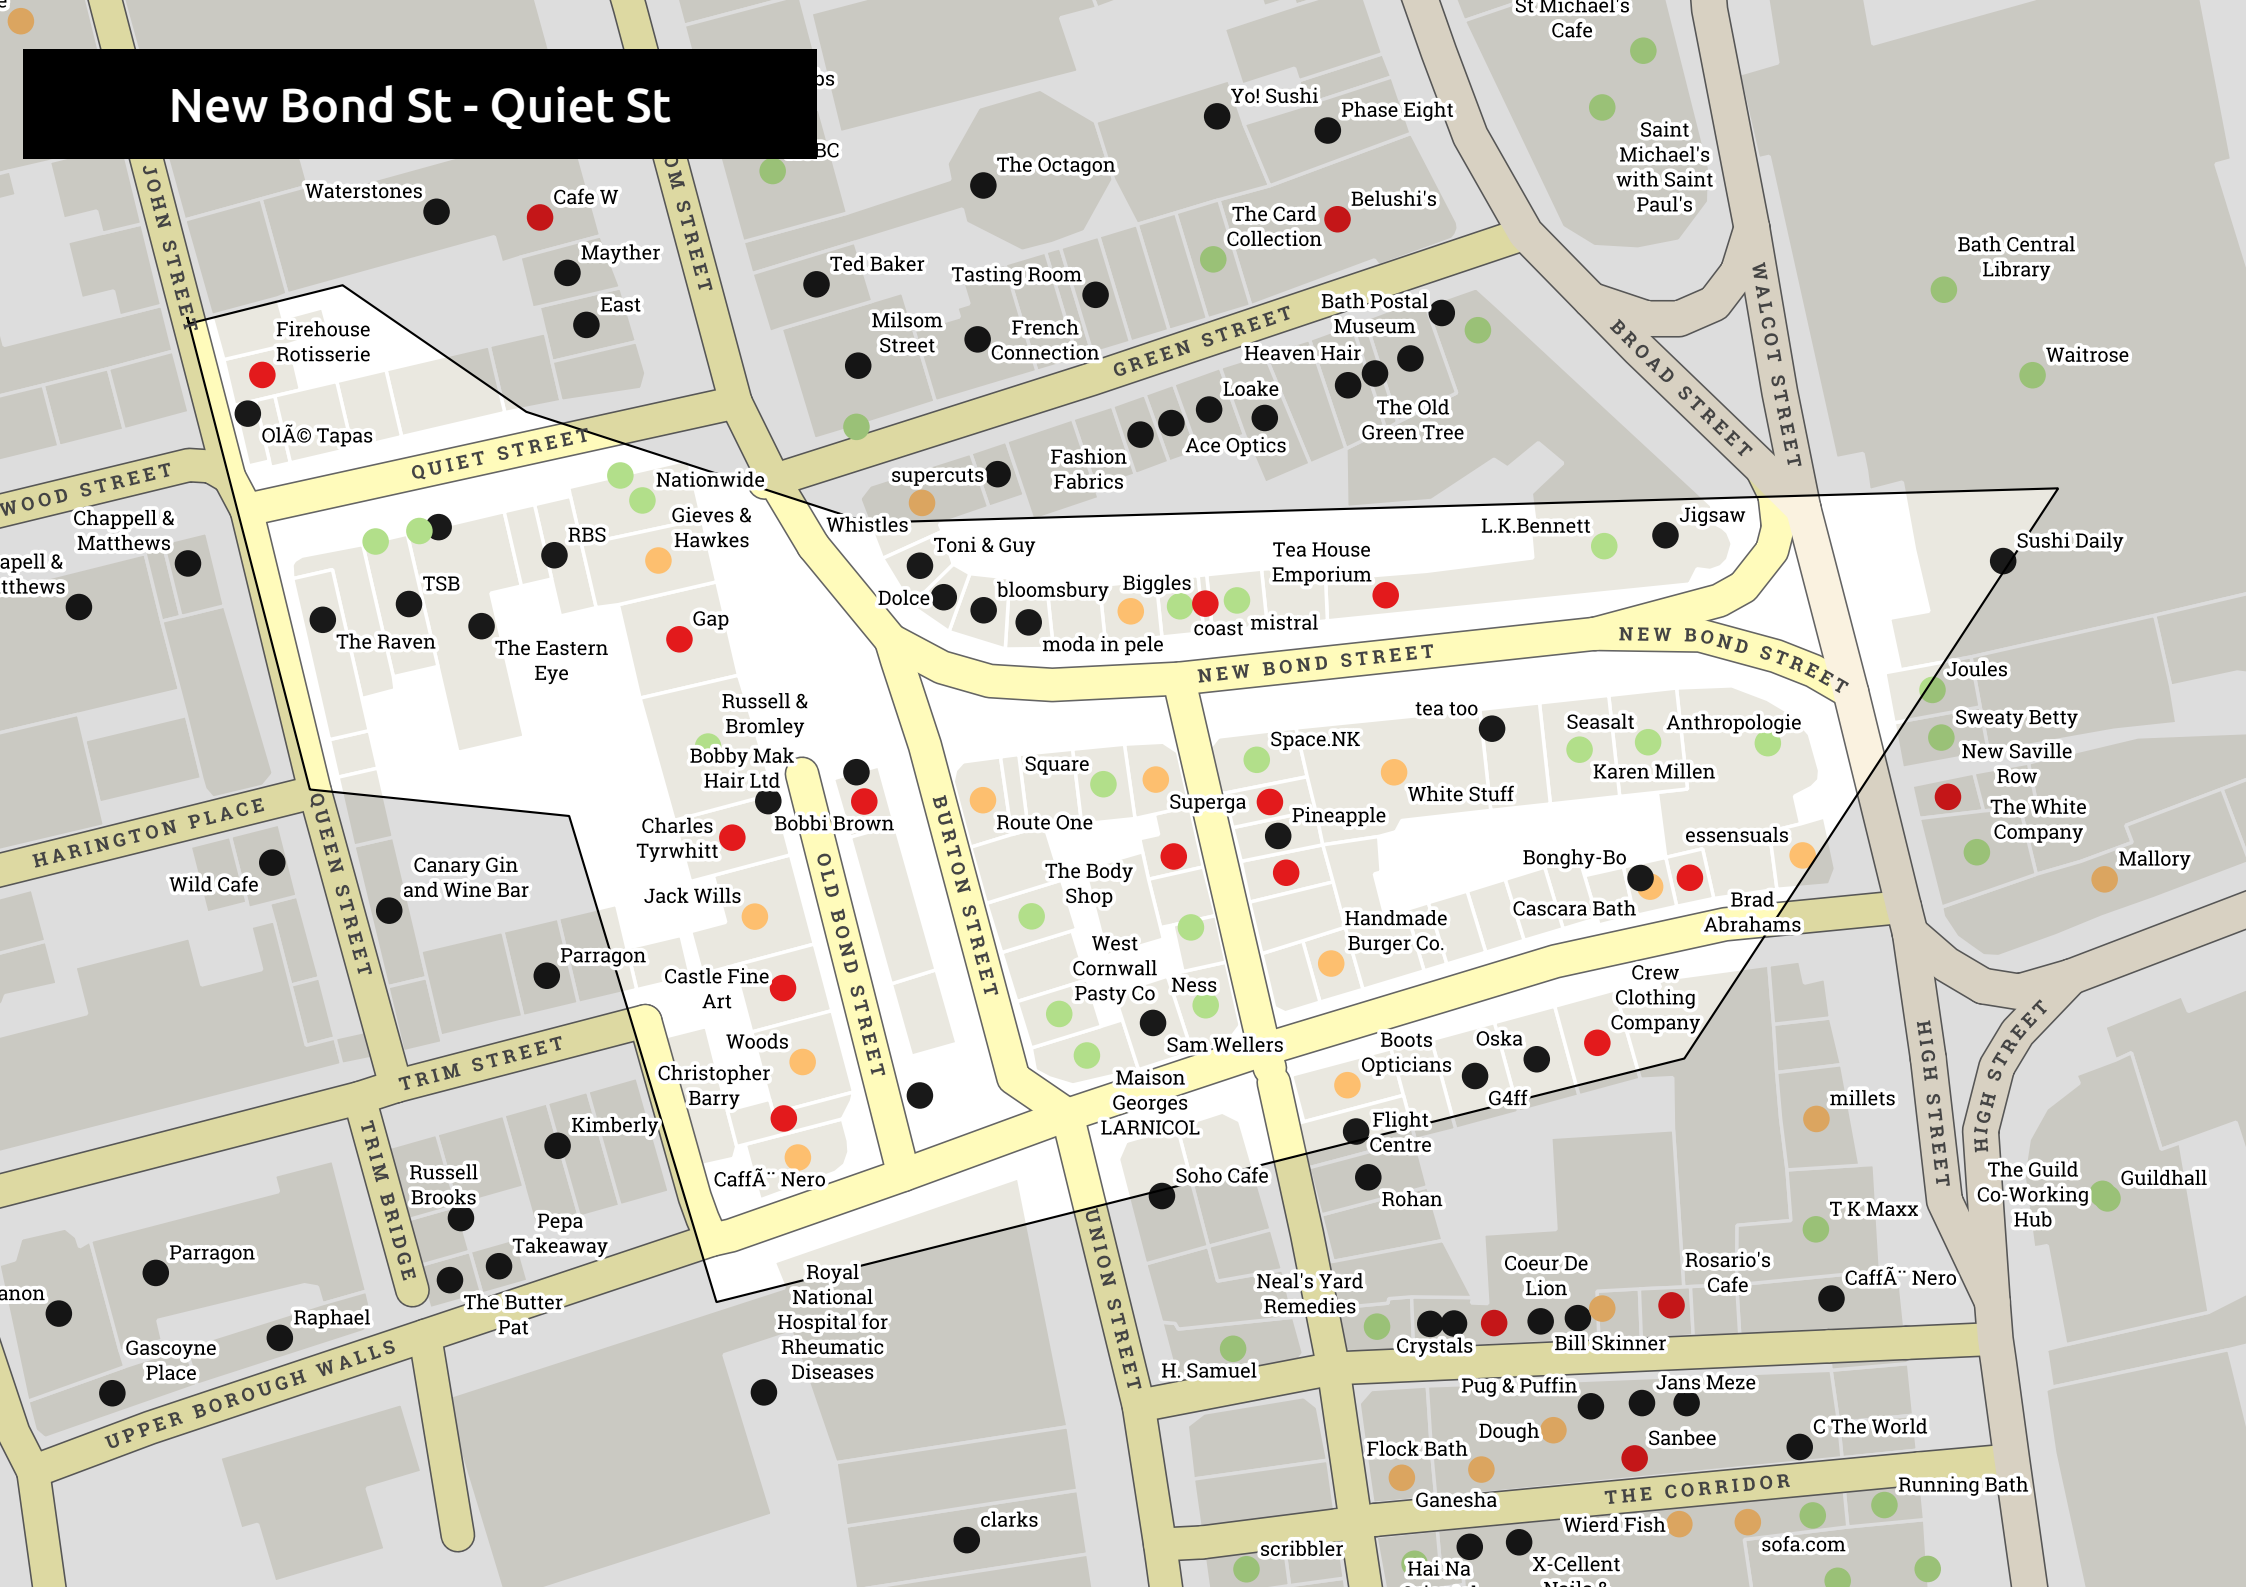 New Bond St - Quiet St
St Michael's
Cafe
Yo! Sushi
Phase Eight
Saint
Michael's
with Saint
Paul's
The Octagon
Waterstones
Cafe W
Belushi's
The Card
Collection
JOHN STREET
Mayther
Ted Baker
Tasting Room
Bath Central
Library
East
Milsom
Street
French
Connection
Bath Postal
Museum
GREEN STREET
WALCOT STREET
BROAD STREET
Firehouse
Rotisserie
Heaven Hair
Waitrose
Loake
The Old
Green Tree
OlÃ© Tapas
Ace Optics
QUIET STREET
Fashion
Fabrics
supercuts
Nationwide
WOOD STREET
Chappell &
Matthews
Gieves &
Hawkes
Whistles
L.K.Bennett
Jigsaw
RBS
Toni & Guy
Tea House
Emporium
Sushi Daily
TSB
Dolce
bloomsbury
Biggles
The Raven
The Eastern
Eye
Gap
coast
mistral
moda in pele
NEW BOND STREET
NEW BOND STREET
Joules
Russell &
Bromley
tea too
Seasalt
Anthropologie
Sweaty Betty
Space.NK
Bobby Mak
Hair Ltd
Square
Karen Millen
New Saville
Row
White Stuff
Superga
HARINGTON PLACE
QUEEN STREET
Bobbi Brown
Route One
Pineapple
The White
Company
Charles
Tyrwhitt
OLD BOND STREET
BURTON STREET
essensuals
Wild Cafe
Canary Gin
and Wine Bar
The Body
Shop
Bonghy-Bo
Mallory
Jack Wills
Cascara Bath
Brad
Abrahams
Handmade
Burger Co.
Parragon
West
Cornwall
Pasty Co
Castle Fine
Art
Ness
Crew
Clothing
Company
Woods
Sam Wellers
Boots
Opticians
Oska
TRIM STREET
Christopher
Barry
Maison
Georges
LARNICOL
G4ff
HIGH STREET
HIGH STREET
millets
Kimberly
Flight
Centre
TRIM BRIDGE
Russell
Brooks
CaffÃ¨ Nero
Soho Cafe
Rohan
The Guild
Co-Working
Hub
Guildhall
T K Maxx
Pepa
Takeaway
Parragon
UNION STREET
Royal
National
Hospital for
Rheumatic
Diseases
Neal's Yard
Remedies
Coeur De
Lion
Rosario's
Cafe
CaffÃ¨ Nero
The Butter
Pat
Raphael
Gascoyne
Place
Crystals
Bill Skinner
UPPER BOROUGH WALLS
H. Samuel
Pug & Puffin
Jans Meze
Dough
C The World
Flock Bath
Sanbee
Ganesha
THE CORRIDOR
Running Bath
clarks
Wierd Fish
sofa.com
scribbler
Hai Na
X-Cellent